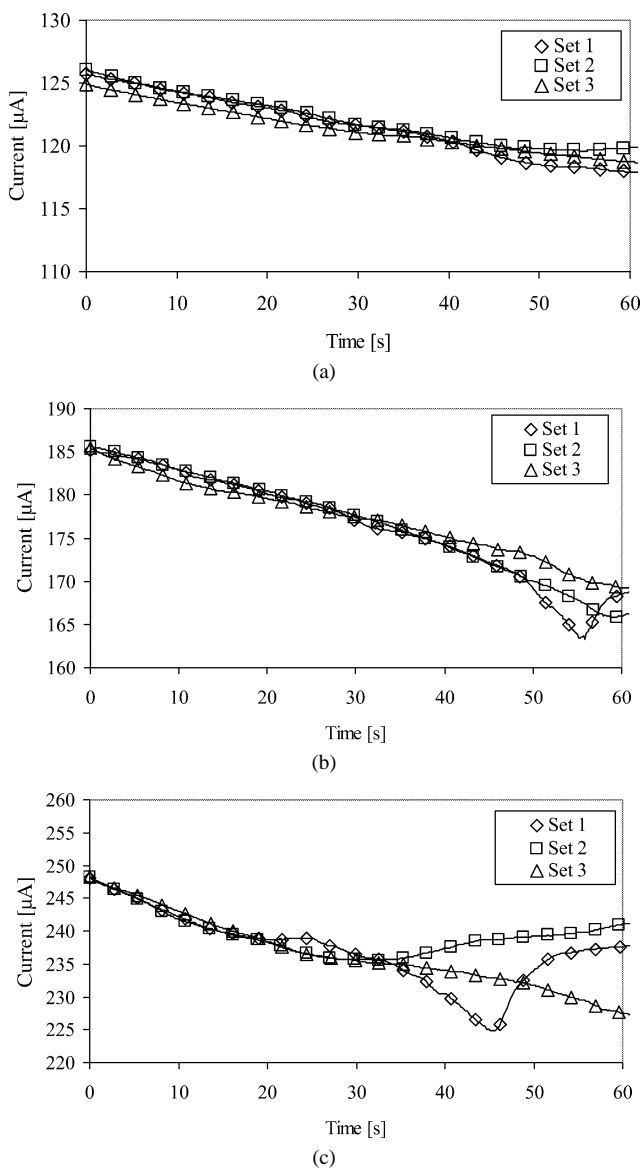 130
125
120
115
110
Current [µA]
Set 1
Set 2
Set 3
0 10 20 30 40 50 60
Time [s]
(a)
190
185
180
175
170
165
160
Current [µA]
Set 1
Set 2
Set 3
0 10 20 30 40 50 60
Time [s]
(b)
260
255
250
245
240
235
230
225
220
Current [µA]
Set 1
Set 2
Set 3
0 10 20 30 40 50 60
Time [s]
(c)